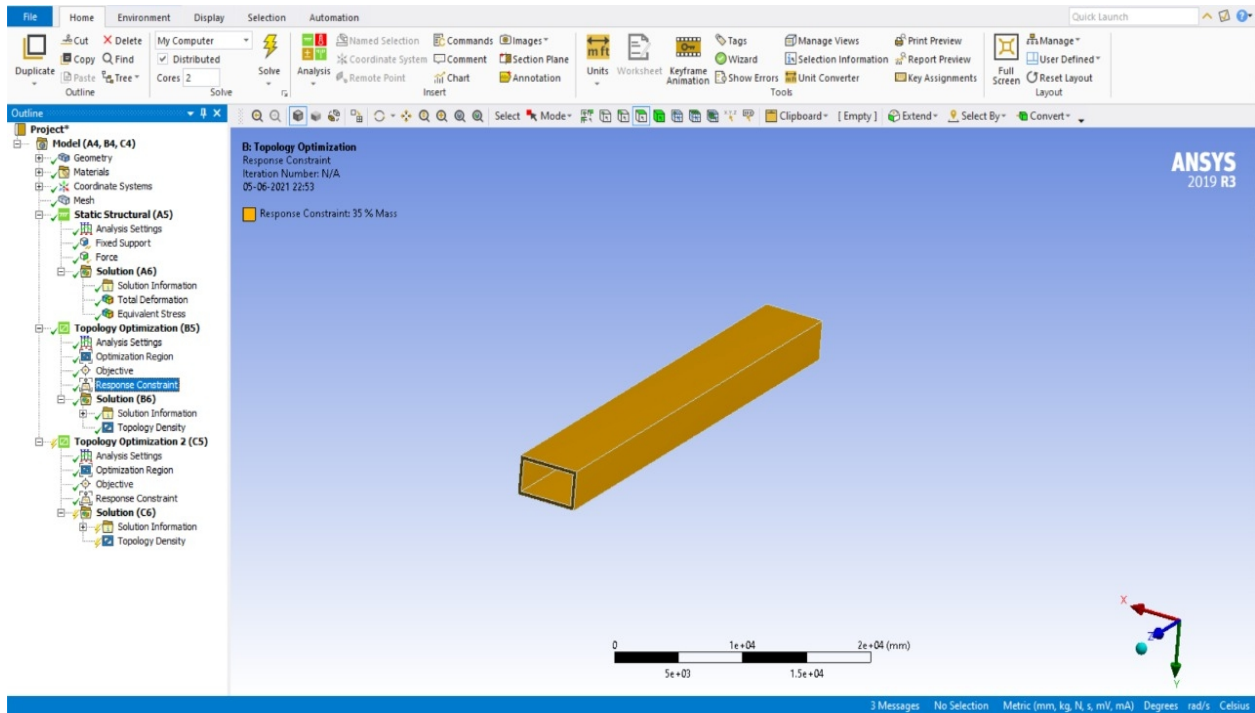 File Home Environment Display Selection Automation Quick Launch
Cut Delete My Computer Named Selection Commands Images Tags Manage Views Print Preview Manage
Copy Find Distributed Coordinate System Comment Section Plane Wizard Selection Information Report Preview User Defined
Duplicate Paste Tree Cores 2 Solve Analysis Remote Point Chart Annotation Units Worksheet Keyframe Animation Show Errors Unit Converter Key Assignments Full Screen Reset Layout
Outline Solve Insert Tools Layout
Outline
Select Mode Clipboard [ Empty ] Extend Select By Convert
Project*
Model (A4, B4, C4)
Geometry
Materials
Coordinate Systems
Mesh
Static Structural (A5)
Analysis Settings
Fixed Support
Force
Solution (A6)
Solution Information
Total Deformation
Equivalent Stress
Topology Optimization (B5)
Analysis Settings
Optimization Region
Objective
Response Constraint
Solution (B6)
Solution Information
Topology Density
Topology Optimization 2 (C5)
Analysis Settings
Optimization Region
Objective
Response Constraint
Solution (C6)
Solution Information
Topology Density
B: Topology Optimization
Response Constraint
Iteration Number: N/A
05-06-2021 22:53
Response Constraint: 35 % Mass
ANSYS
2019 R3
X
Z
Y
0 1e+04 2e+04 (mm)
5e+03 1.5e+04
3 Messages No Selection Metric (mm, kg, N, s, mV, mA) Degrees rad/s Celsius